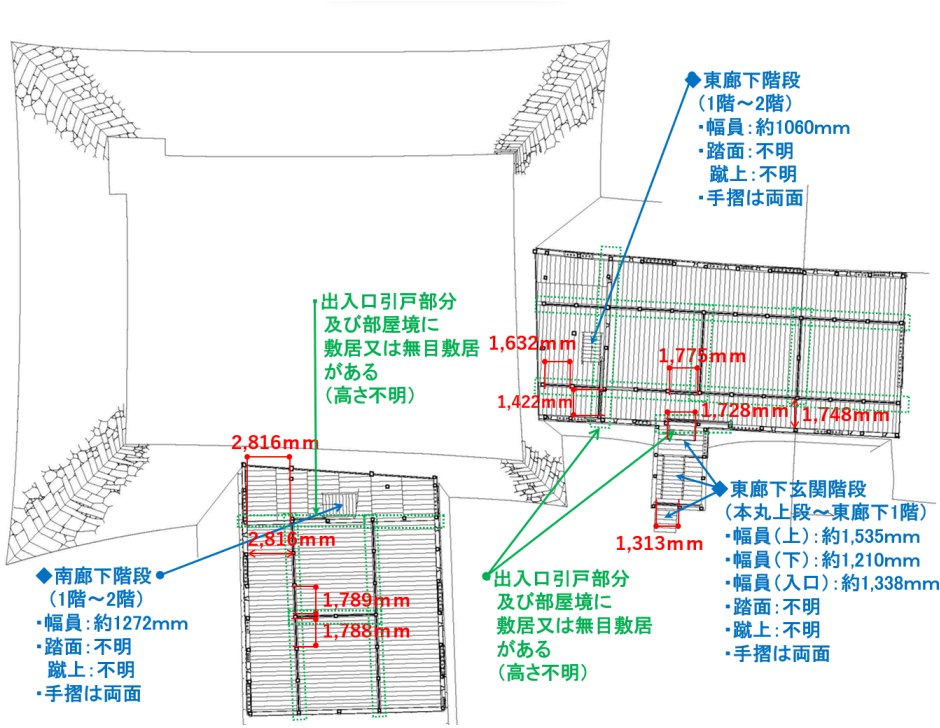 ◆東廊下階段
(1階～2階)
・幅員：約1060mm
・踏面：不明
蹴上：不明
・手摺は両面
出入口引戸部分
及び部屋境に
敷居又は無目敷居
がある
(高さ不明)
1,632mm
1,775mm
1,422mm
1,728mm
1,748mm
2,816mm
2,816mm
1,313mm
1,789mm
1,788mm
◆南廊下階段
(1階～2階)
・幅員：約1272mm
・踏面：不明
蹴上：不明
・手摺は両面
出入口引戸部分
及び部屋境に
敷居又は無目敷居
がある
(高さ不明)
◆東廊下玄関階段
(本丸上段～東廊下1階)
・幅員(上)：約1,535mm
・幅員(下)：約1,210mm
・幅員(入口)：約1,338mm
・踏面：不明
・蹴上：不明
・手摺は両面